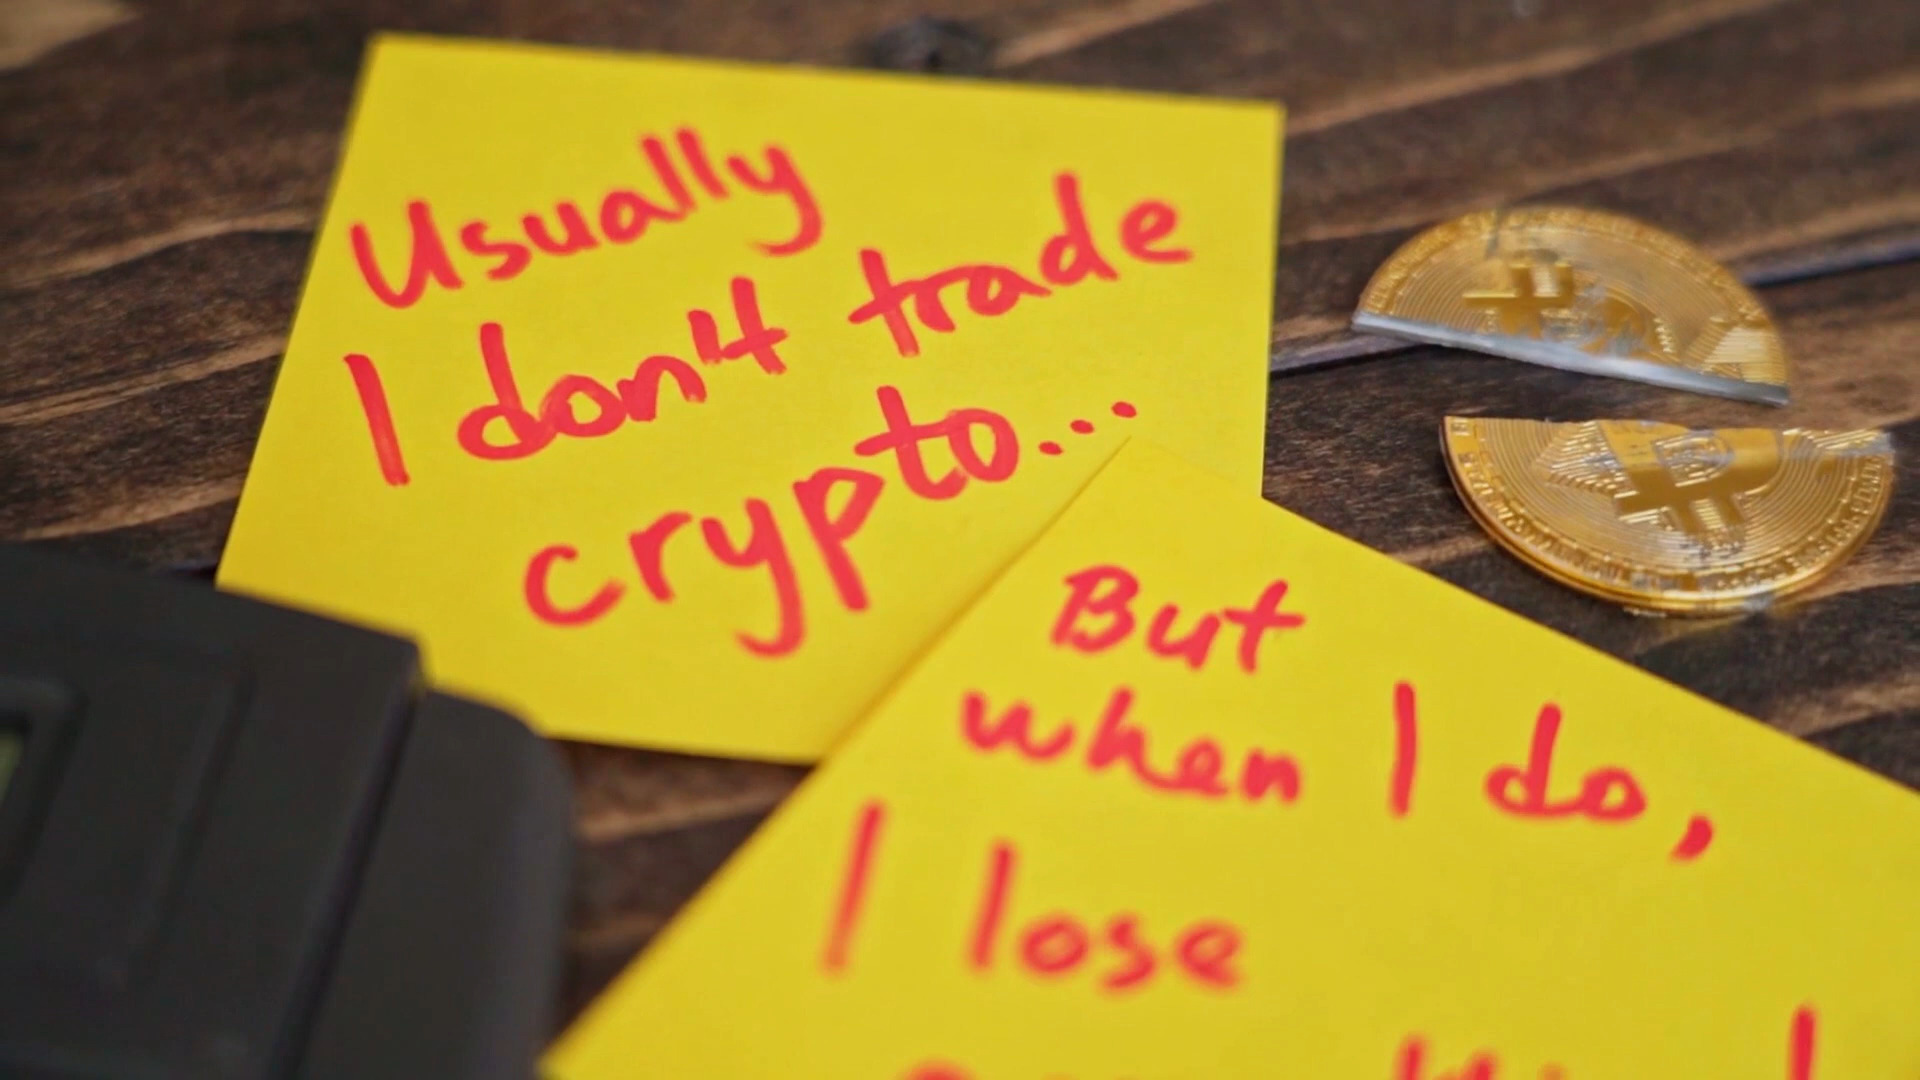 Usually
I don't trade
crypto...
But
when I do,
I lose